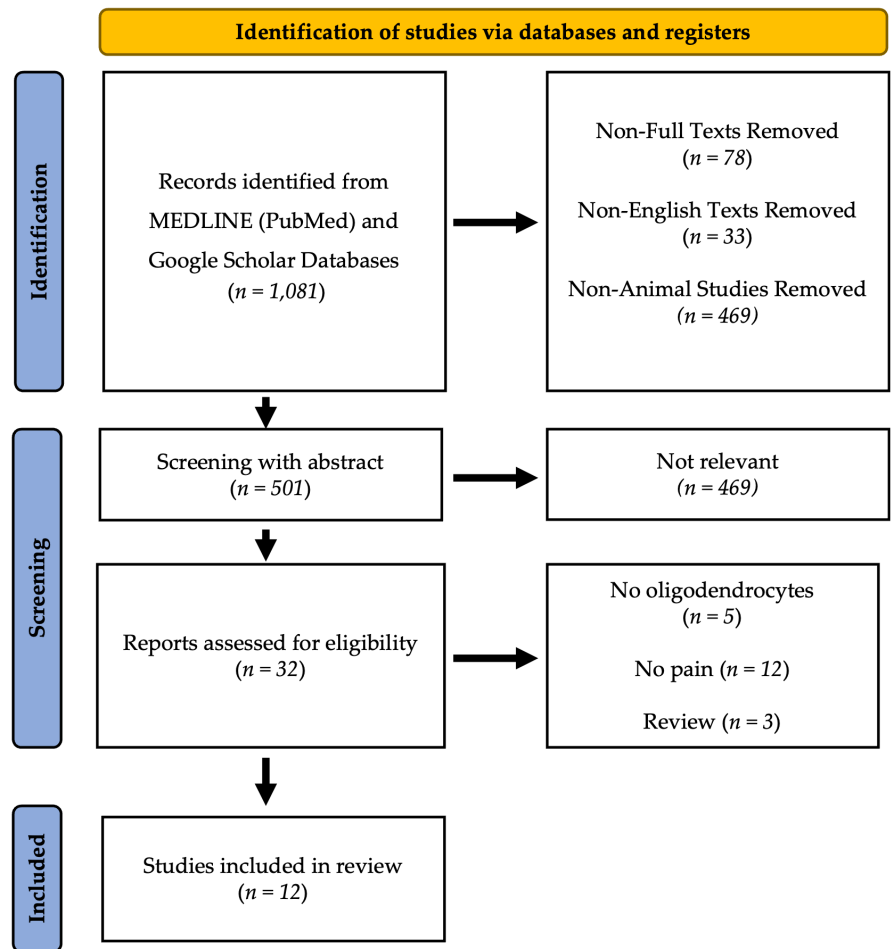 Identification of studies via databases and registers
Identification
Records identified from
MEDLINE (PubMed) and
Google Scholar Databases
(n = 1,081)
Non-Full Texts Removed
(n = 78)
Non-English Texts Removed
(n = 33)
Non-Animal Studies Removed
(n = 469)
Screening
Screening with abstract
(n = 501)
Not relevant
(n = 469)
Reports assessed for eligibility
(n = 32)
No oligodendrocytes
(n = 5)
No pain (n = 12)
Review (n = 3)
Included
Studies included in review
(n = 12)